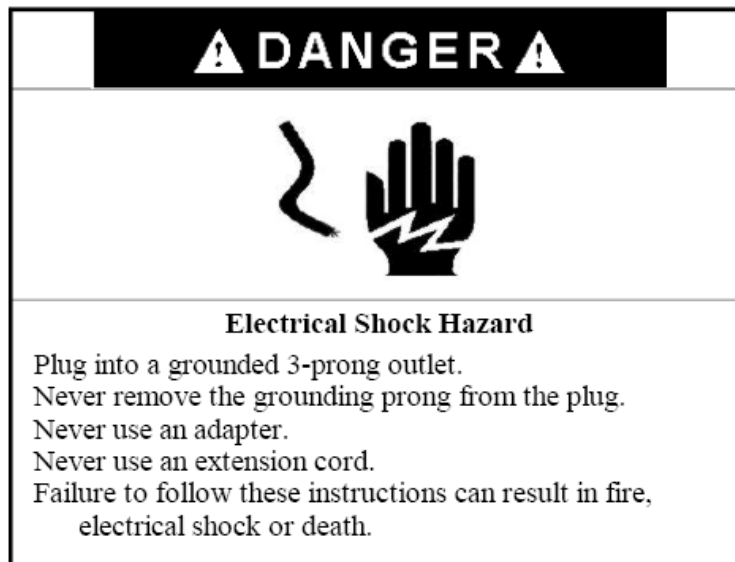 DANGER
Electrical Shock Hazard
Plug into a grounded 3-prong outlet.
Never remove the grounding prong from the plug.
Never use an adapter.
Never use an extension cord.
Failure to follow these instructions can result in fire,
electrical shock or death.